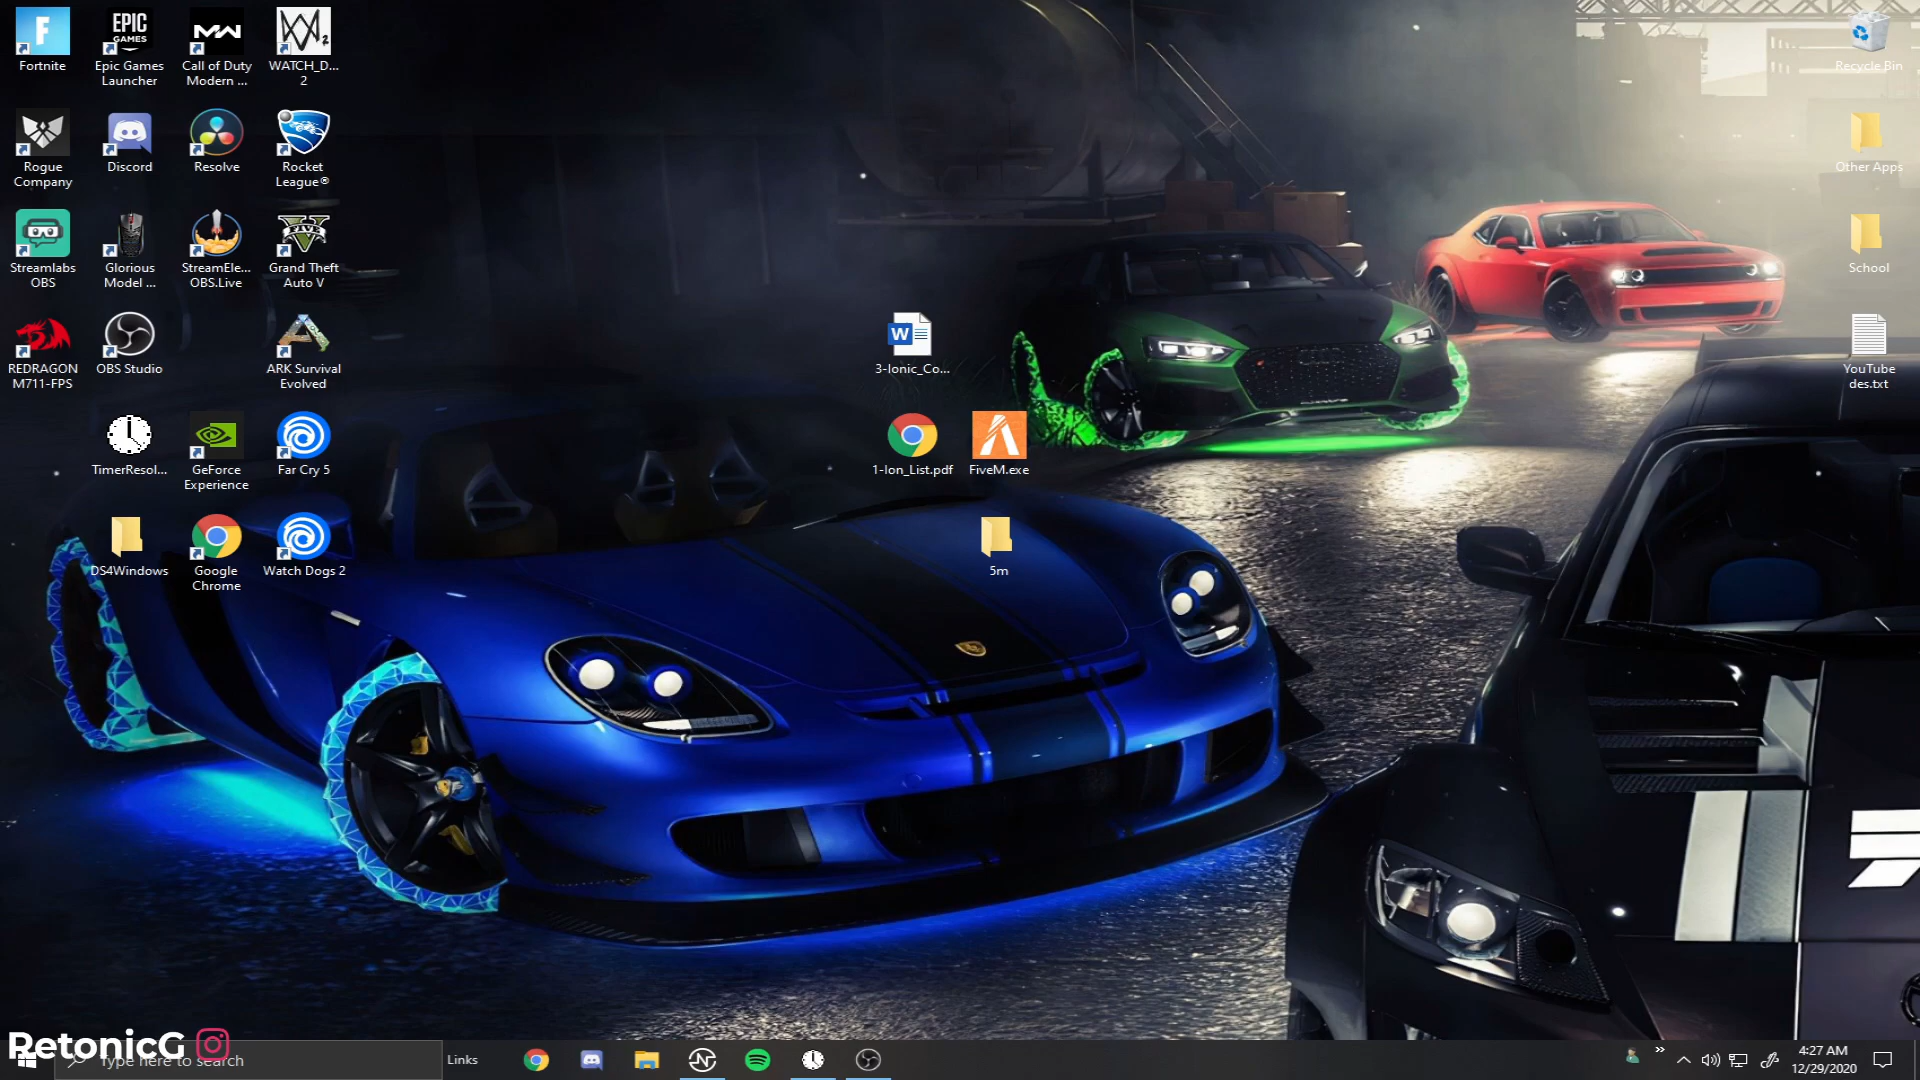 Fortnite
Epic Games
Launcher
Call of Duty
Modern ...
WATCH_D...
2
Recycle Bin
EPIC
GAMES
Rogue
Company
Discord
Resolve
Rocket
League®
Other Apps
Streamlabs
OBS
Glorious
Model ...
StreamEle...
OBS.Live
FIVE
Grand Theft
Auto V
School
REDRAGON
M711-FPS
OBS Studio
ARK Survival
Evolved
W
3-Ionic_Co...
YouTube
des.txt
TimerResol...
GeForce
Experience
Far Cry 5
1-Ion_List.pdf
FiveM.exe
DS4Windows
Google
Chrome
Watch Dogs 2
5m
RetonicG
Type here to search
Links
4:27 AM
12/29/2020